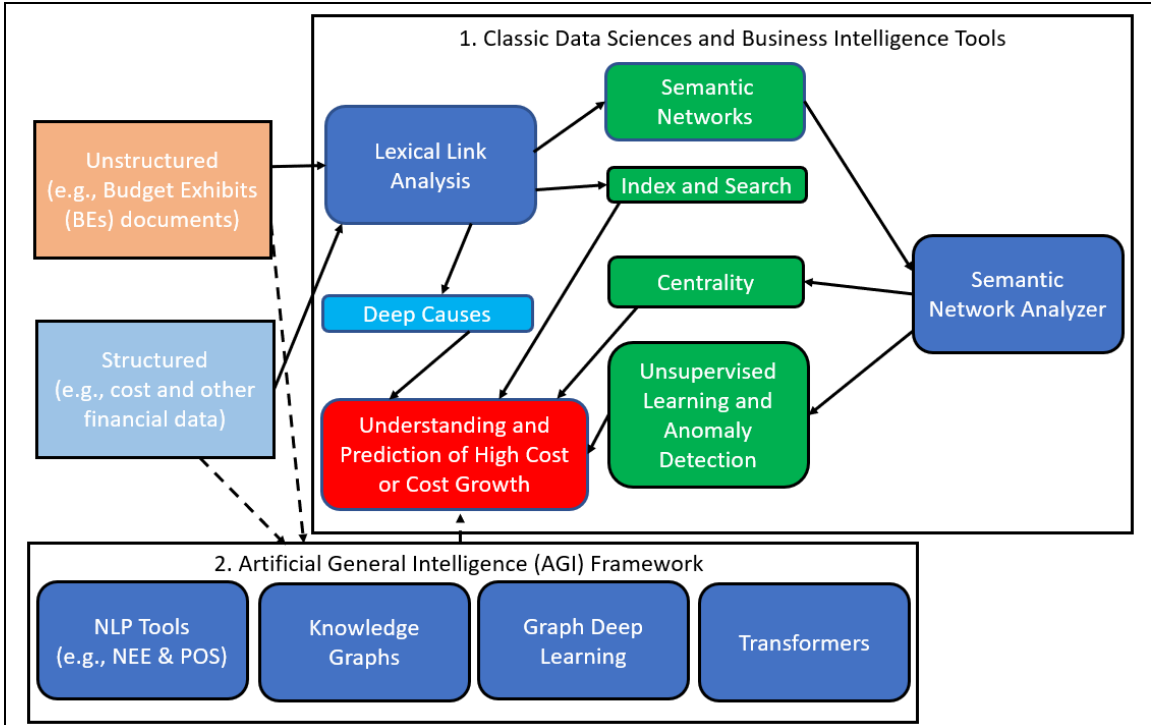 1. Classic Data Sciences and Business Intelligence Tools
Unstructured
(e.g., Budget Exhibits
(BEs) documents)
Structured
(e.g., cost and other
financial data)
Lexical Link
Analysis
Semantic
Networks
Index and Search
Centrality
Semantic
Network Analyzer
Deep Causes
Unsupervised
Learning and
Anomaly
Detection
Understanding and
Prediction of High Cost
or Cost Growth
2. Artificial General Intelligence (AGI) Framework
NLP Tools
(e.g., NEE & POS)
Knowledge
Graphs
Graph Deep
Learning
Transformers